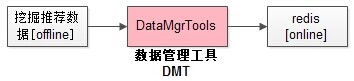 挖掘推荐数
据[offline]
DataMgrTools
数据管理工具
DMT
redis
[online]